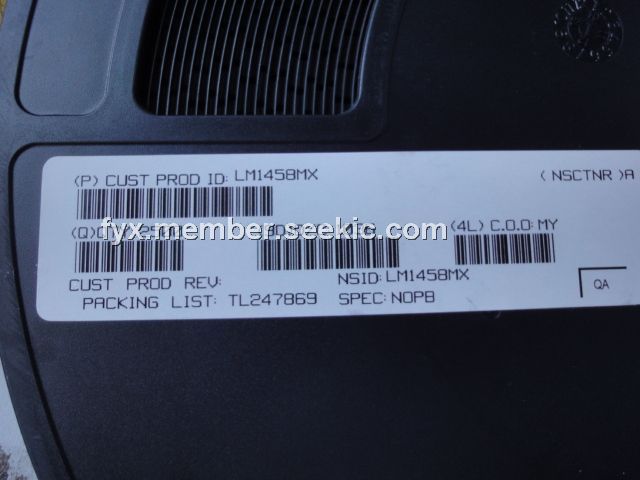 (P) CUST PROD ID: LM1458MX
( NSCTNR )A
fyx.member.seekic.com
(4L) C.O.O: MY
CUST PROD REV:
NSID: LM1458MX
PACKING LIST: TL247869 SPEC: NOPB
QA